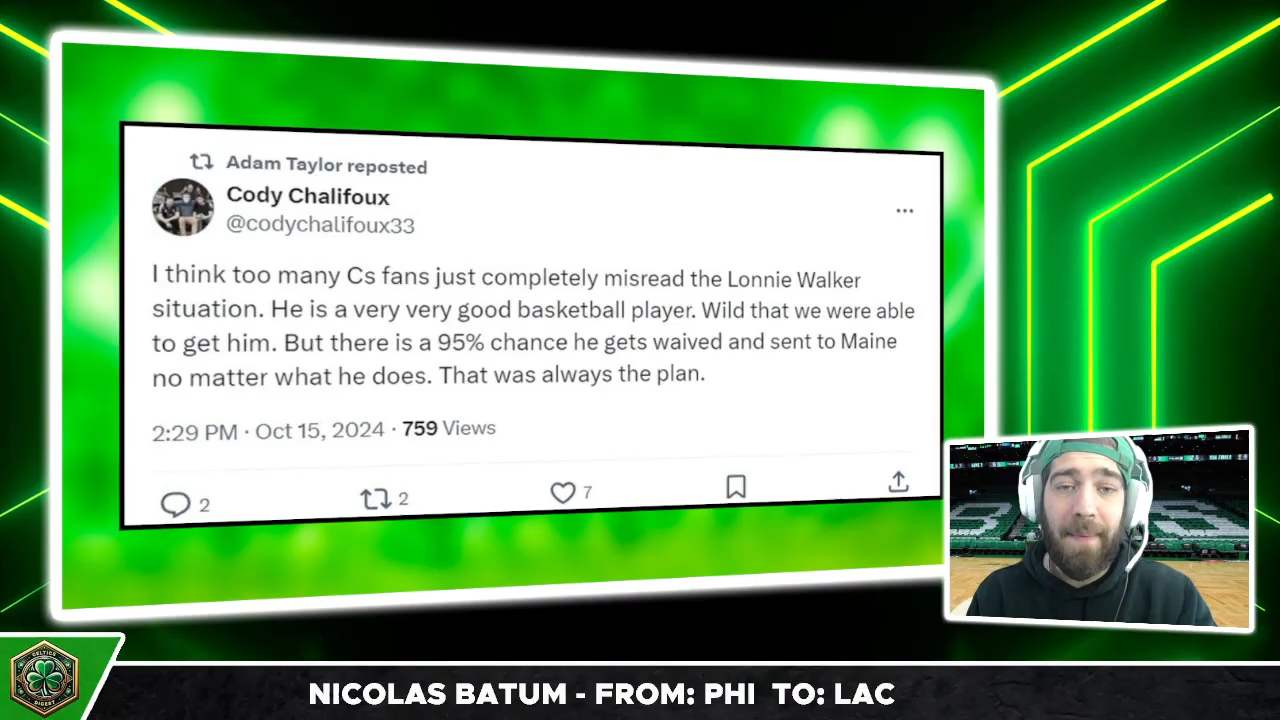 Adam Taylor reposted
Cody Chalifoux
@codychalifoux33
I think too many Cs fans just completely misread the Lonnie Walker
situation. He is a very very good basketball player. Wild that we were able
to get him. But there is a 95% chance he gets waived and sent to Maine
no matter what he does. That was always the plan.
2:29 PM · Oct 15, 2024 · 759 Views
2 2 7
CELTICS
DIGEST
NICOLAS BATUM - FROM: PHI TO: LAC